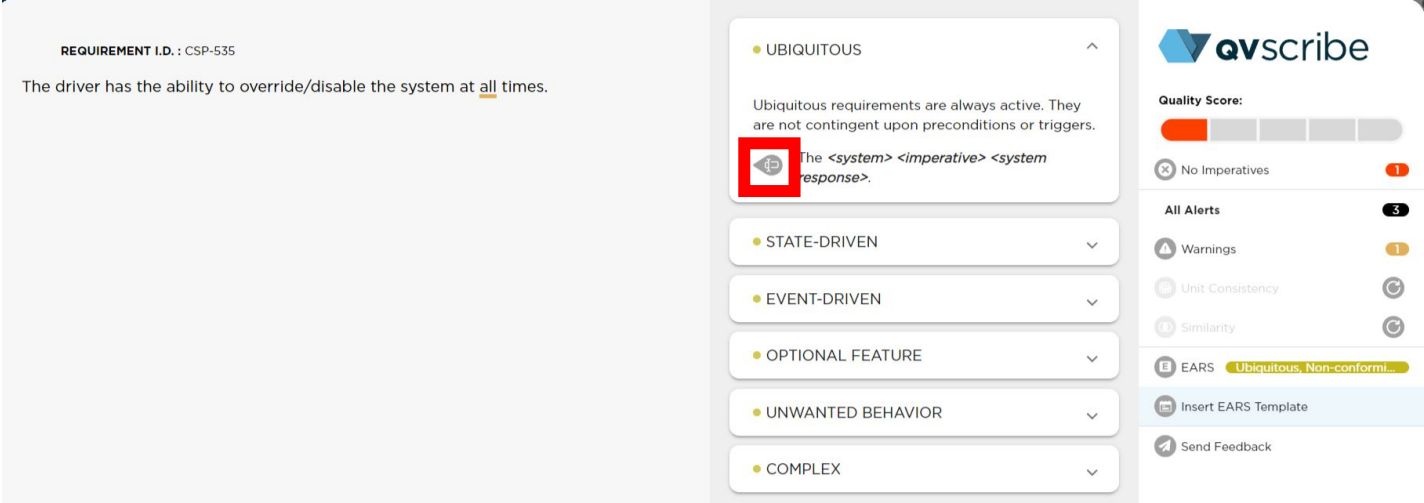 REQUIREMENT I.D. : CSP-535
The driver has the ability to override/disable the system at all times.
UBIQUITOUS
Ubiquitous requirements are always active. They
are not contingent upon preconditions or triggers.
The <system> <imperative> <system
response>.
STATE-DRIVEN
EVENT-DRIVEN
OPTIONAL FEATURE
UNWANTED BEHAVIOR
COMPLEX
qvscribe
Quality Score:
No Imperatives 1
All Alerts 3
Warnings 1
Unit Consistency
Similarity
E EARS Ubiquitous, Non-conformi...
Insert EARS Template
Send Feedback